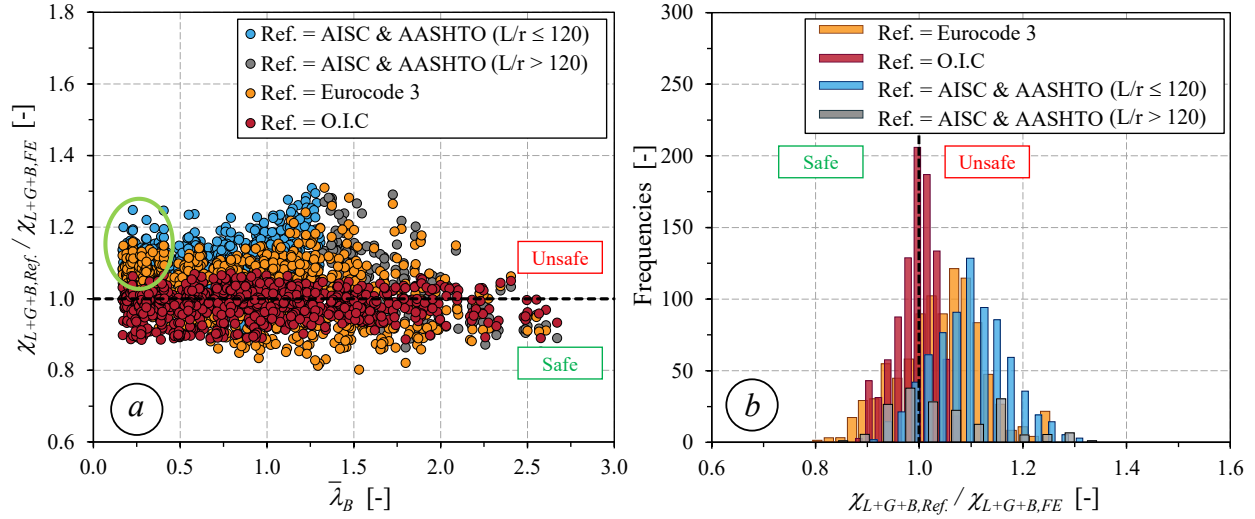 χL+G+B,Ref. / χL+G+B,FE [-]
1.8
1.6
1.4
1.2
1.0
0.8
0.6
Ref. = AISC & AASHTO (L/r ≤ 120)
Ref. = AISC & AASHTO (L/r > 120)
Ref. = Eurocode 3
Ref. = O.I.C
Unsafe
Safe
a
0.0 0.5 1.0 1.5 2.0 2.5 3.0
λ̅B [-]
Frequencies [-]
300
250
200
150
100
50
0
Ref. = Eurocode 3
Ref. = O.I.C
Ref. = AISC & AASHTO (L/r ≤ 120)
Ref. = AISC & AASHTO (L/r > 120)
Safe Unsafe
b
0.6 0.8 1.0 1.2 1.4 1.6
χL+G+B,Ref. / χL+G+B,FE [-]